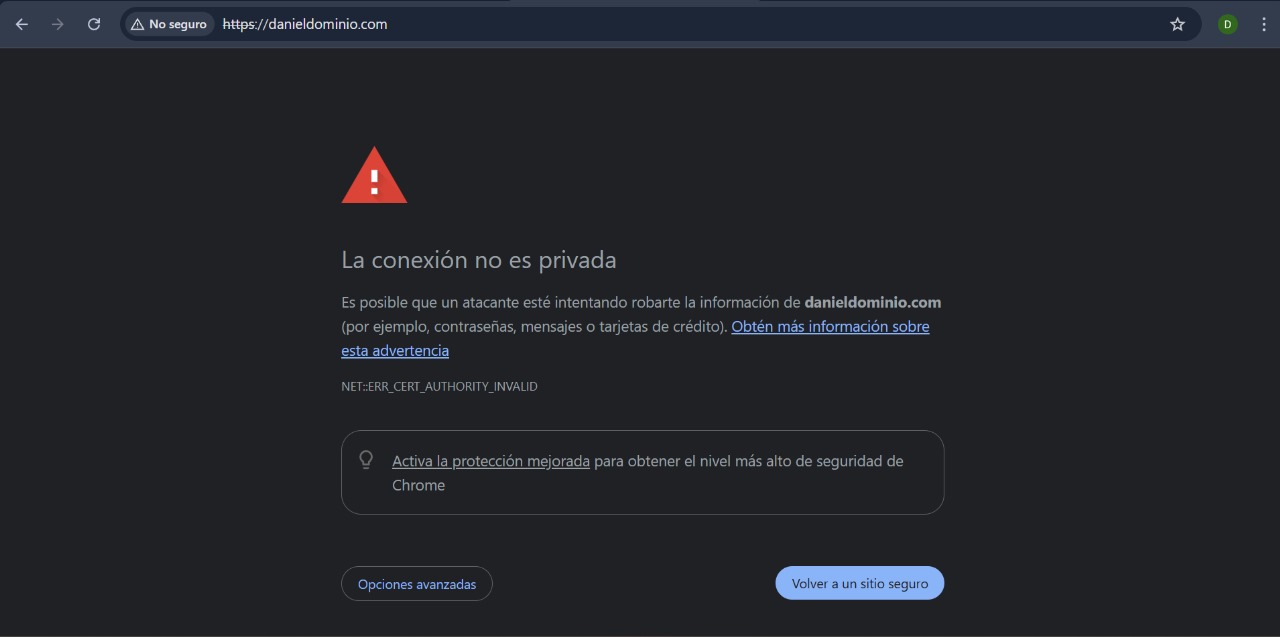 No seguro https://danieldominio.com D
La conexión no es privada
Es posible que un atacante esté intentando robarte la información de danieldominio.com
(por ejemplo, contraseñas, mensajes o tarjetas de crédito). Obtén más información sobre
esta advertencia
NET::ERR_CERT_AUTHORITY_INVALID
Activa la protección mejorada para obtener el nivel más alto de seguridad de
Chrome
Opciones avanzadas Volver a un sitio seguro